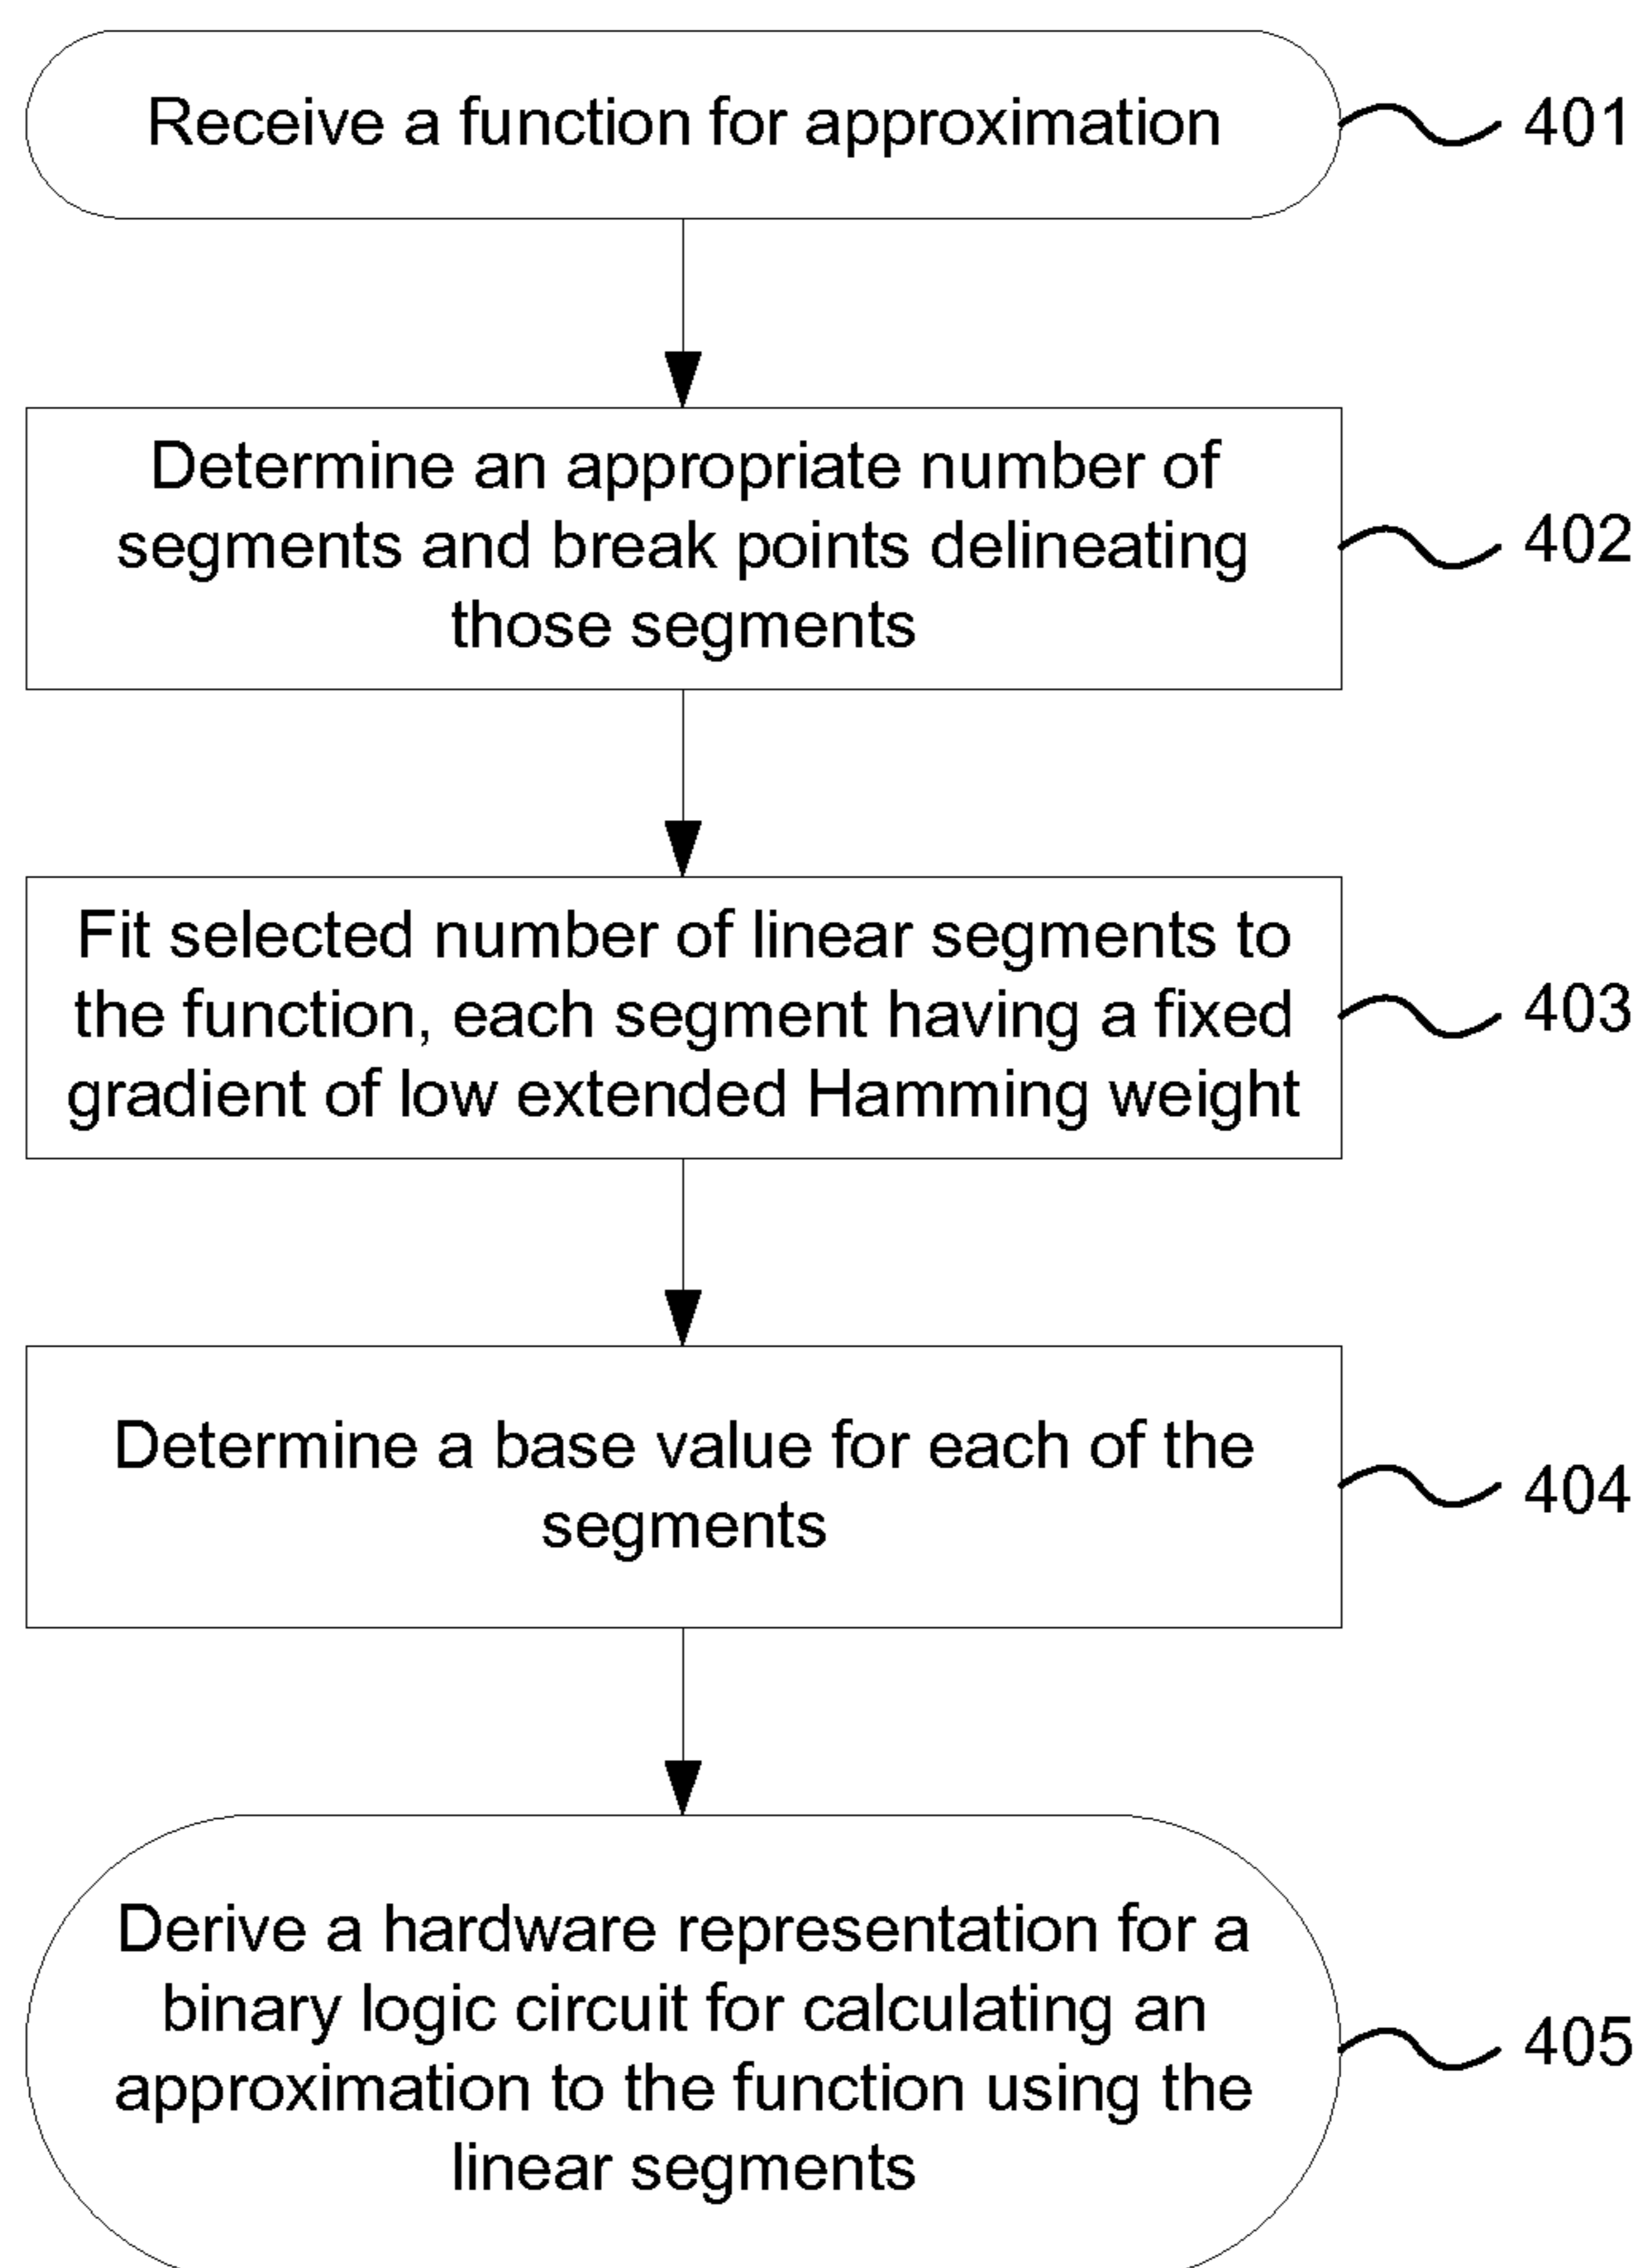 Receive a function for approximation
401
Determine an appropriate number of
segments and break points delineating
those segments
402
Fit selected number of linear segments to
the function, each segment having a fixed
gradient of low extended Hamming weight
403
Determine a base value for each of the
segments
404
Derive a hardware representation for a
binary logic circuit for calculating an
approximation to the function using the
linear segments
405